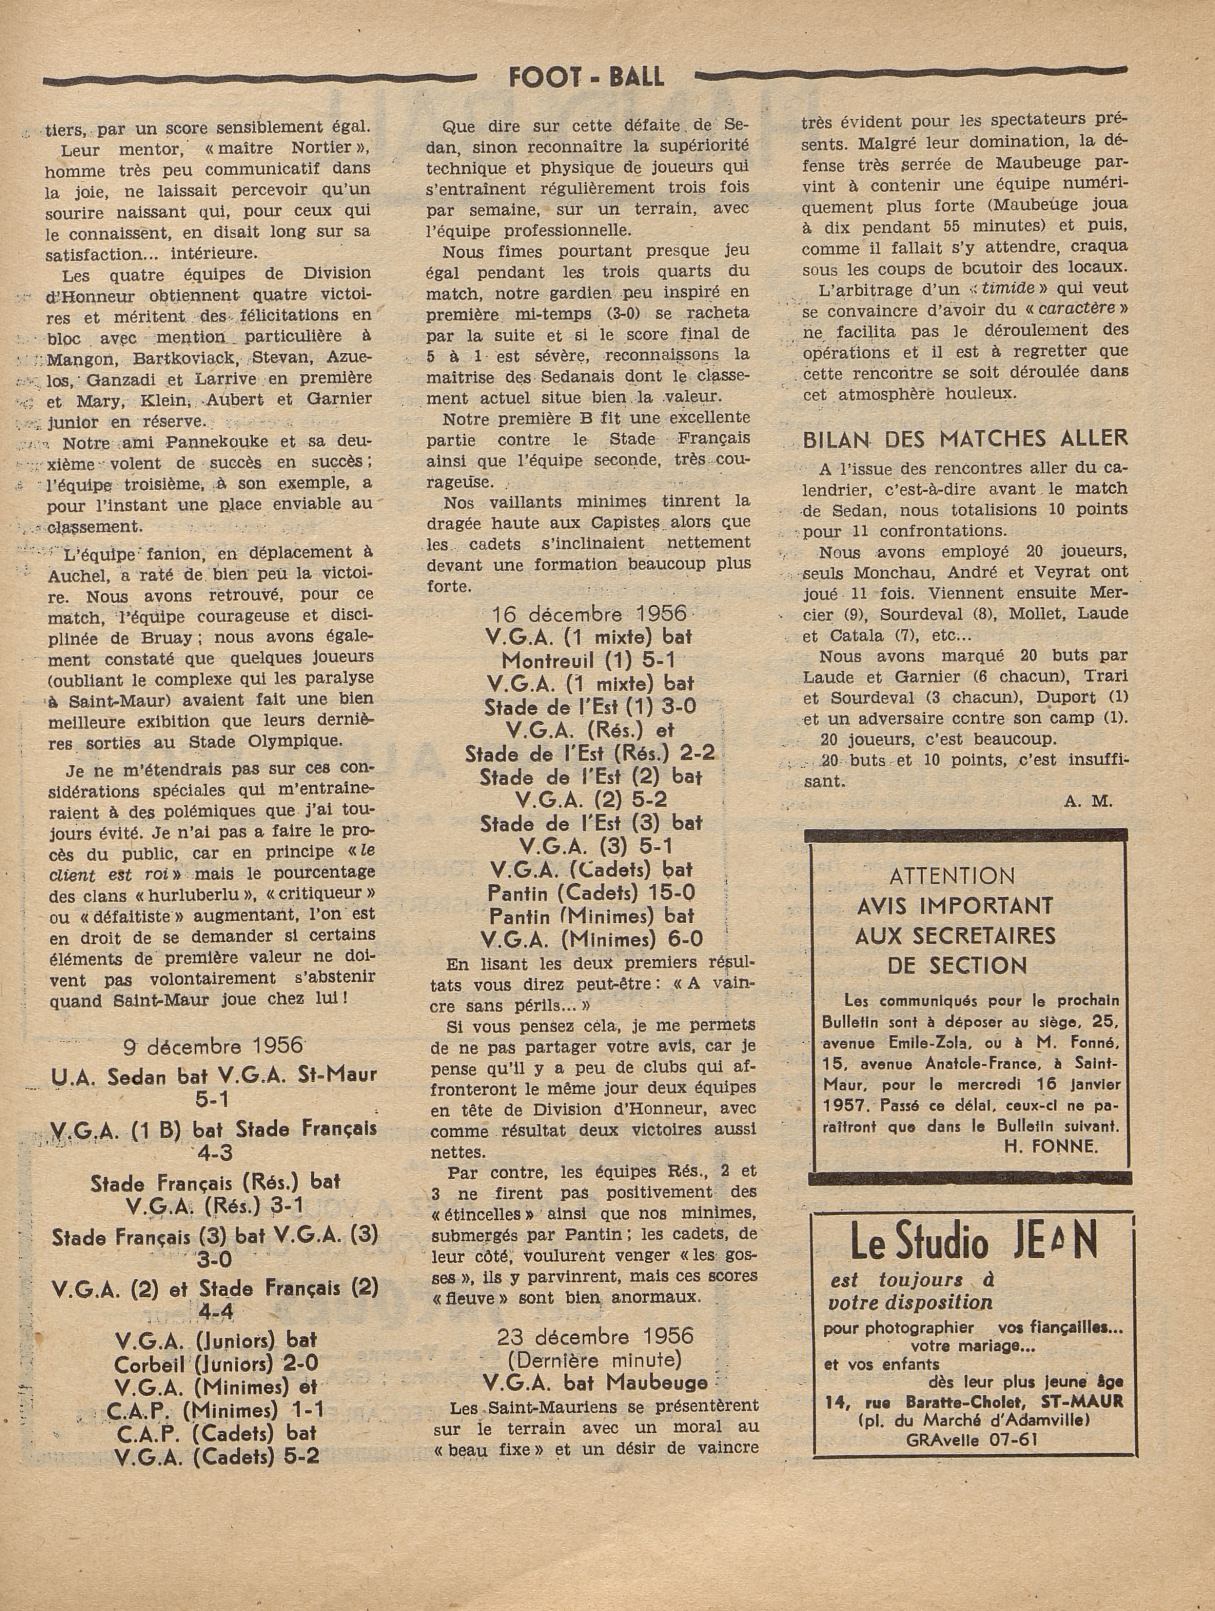 FOOT - BALL
tiers, par un score sensiblement égal.
Leur mentor, « maître Nortier »,
homme très peu communicatif dans
la joie, ne laissait percevoir qu'un
sourire naissant qui, pour ceux qui
le connaissent, en disait long sur sa
satisfaction... intérieure.
Les quatre équipes de Division
d'Honneur obtiennent quatre victoi-
res et méritent des félicitations en
bloc avec mention particulière à
Mangon, Bartkoviack, Stevan, Azue-
los, Ganzadi et Larrive en première
et Mary, Klein, Aubert et Garnier
junior en réserve.
Notre ami Pannekouke et sa deu-
xième volent de succès en succès ;
l'équipe troisième, à son exemple, a
pour l'instant une place enviable au
classement.
L'équipe fanion, en déplacement à
Auchel, a raté de bien peu la victoi-
re. Nous avons retrouvé, pour ce
match, l'équipe courageuse et disci-
plinée de Bruay ; nous avons égale-
ment constaté que quelques joueurs
(oubliant le complexe qui les paralyse
à Saint-Maur) avaient fait une bien
meilleure exibition que leurs derniè-
res sorties au Stade Olympique.
Je ne m'étendrais pas sur ces con-
sidérations spéciales qui m'entraîne-
raient à des polémiques que j'ai tou-
jours évité. Je n'ai pas a faire le pro-
cès du public, car en principe « le
client est roi » mais le pourcentage
des clans « hurluberlu », « critiqueur »
ou « défaitiste » augmentant, l'on est
en droit de se demander si certains
éléments de première valeur ne doi-
vent pas volontairement s'abstenir
quand Saint-Maur joue chez lui !
9 décembre 1956
U.A. Sedan bat V.G.A. St-Maur
5-1
V.G.A. (1 B) bat Stade Français
4-3
Stade Français (Rés.) bat
V.G.A. (Rés.) 3-1
Stade Français (3) bat V.G.A. (3)
3-0
V.G.A. (2) et Stade Français (2)
4-4
V.G.A. (Juniors) bat
Corbeil (Juniors) 2-0
V.G.A. (Minimes) et
C.A.P. (Minimes) 1-1
C.A.P. (Cadets) bat
V.G.A. (Cadets) 5-2
Que dire sur cette défaite de Se-
dan, sinon reconnaître la supériorité
technique et physique de joueurs qui
s'entraînent régulièrement trois fois
par semaine, sur un terrain, avec
l'équipe professionnelle.
Nous fîmes pourtant presque jeu
égal pendant les trois quarts du
match, notre gardien peu inspiré en
première mi-temps (3-0) se racheta
par la suite et si le score final de
5 à 1 est sévère, reconnaissons la
maîtrise des Sedanais dont le classe-
ment actuel situe bien la valeur.
Notre première B fit une excellente
partie contre le Stade Français
ainsi que l'équipe seconde, très cou-
rageuse.
Nos vaillants minimes tinrent la
dragée haute aux Capistes alors que
les cadets s'inclinaient nettement
devant une formation beaucoup plus
forte.
16 décembre 1956
V.G.A. (1 mixte) bat
Montreuil (1) 5-1
V.G.A. (1 mixte) bat
Stade de l'Est (1) 3-0
V.G.A. (Rés.) et
Stade de l'Est (Rés.) 2-2
Stade de l'Est (2) bat
V.G.A. (2) 5-2
Stade de l'Est (3) bat
V.G.A. (3) 5-1
V.G.A. (Cadets) bat
Pantin (Cadets) 15-0
Pantin (Minimes) bat
V.G.A. (Minimes) 6-0
En lisant les deux premiers résul-
tats vous direz peut-être : « A vain-
cre sans périls... »
Si vous pensez cela, je me permets
de ne pas partager votre avis, car je
pense qu'il y a peu de clubs qui af-
fronteront le même jour deux équipes
en tête de Division d'Honneur, avec
comme résultat deux victoires aussi
nettes.
Par contre, les équipes Rés., 2 et
3 ne firent pas positivement des
« étincelles » ainsi que nos minimes,
submergés par Pantin ; les cadets, de
leur côté, voulurent venger « les gos-
ses », ils y parvinrent, mais ces scores
« fleuve » sont bien anormaux.
23 décembre 1956
(Dernière minute)
V.G.A. bat Maubeuge
Les Saint-Mauriens se présentèrent
sur le terrain avec un moral au
« beau fixe » et un désir de vaincre
très évident pour les spectateurs pré-
sents. Malgré leur domination, la dé-
fense très serrée de Maubeuge par-
vint à contenir une équipe numéri-
quement plus forte (Maubeuge joua
à dix pendant 55 minutes) et puis,
comme il fallait s'y attendre, craqua
sous les coups de boutoir des locaux.
L'arbitrage d'un « timide » qui veut
se convaincre d'avoir du « caractère »
ne facilita pas le déroulement des
opérations et il est à regretter que
cette rencontre se soit déroulée dans
cet atmosphère houleux.
BILAN DES MATCHES ALLER
A l'issue des rencontres aller du ca-
lendrier, c'est-à-dire avant le match
de Sedan, nous totalisions 10 points
pour 11 confrontations.
Nous avons employé 20 joueurs,
seuls Monchau, André et Veyrat ont
joué 11 fois. Viennent ensuite Mer-
cier (9), Sourdeval (8), Mollet, Laude
et Catala (7), etc...
Nous avons marqué 20 buts par
Laude et Garnier (6 chacun), Trari
et Sourdeval (3 chacun), Duport (1)
et un adversaire contre son camp (1).
20 joueurs, c'est beaucoup.
20 buts et 10 points, c'est insuffi-
sant.
A. M.
ATTENTION
AVIS IMPORTANT
AUX SECRETAIRES
DE SECTION
Les communiqués pour le prochain
Bulletin sont à déposer au siège, 25,
avenue Emile-Zola, ou à M. Fonné,
15, avenue Anatole-France, à Saint-
Maur, pour le mercredi 16 janvier
1957. Passé ce délai, ceux-ci ne pa-
raîtront que dans le Bulletin suivant.
H. FONNE.
Le Studio JEAN
est toujours à
votre disposition
pour photographier vos fiançailles...
votre mariage...
et vos enfants
dès leur plus jeune âge
14, rue Baratte-Cholet, ST-MAUR
(pl. du Marché d'Adamville)
GRAvelle 07-61